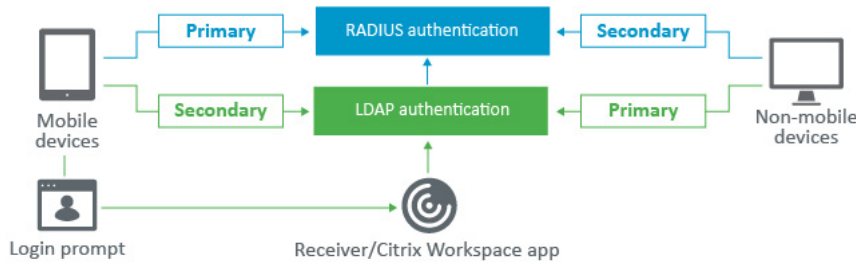 Primary
RADIUS authentication
Secondary
Secondary
LDAP authentication
Primary
Mobile
devices
Non-mobile
devices
Login prompt
Receiver/Citrix Workspace app